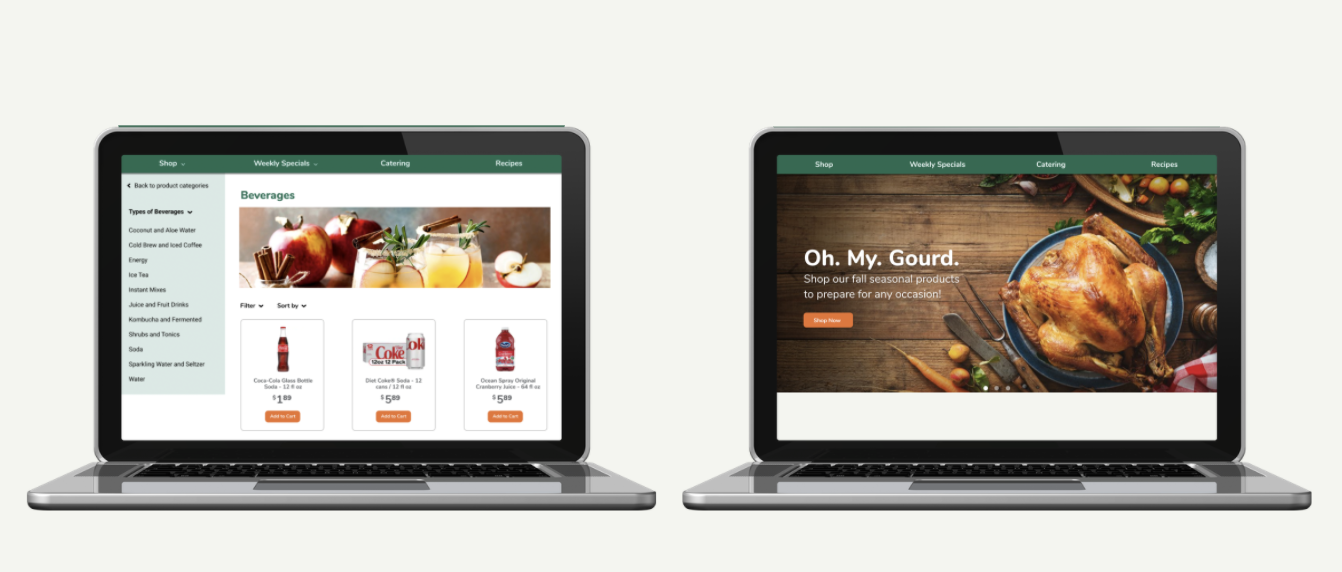 Shop
Weekly Specials
Catering
Recipes
Back to product categories
Types of Beverages
Coconut and Aloe Water
Cold Brew and Iced Coffee
Energy
Ice Tea
Instant Mixes
Juice and Fruit Drinks
Kombucha and Fermented
Shrubs and Tonics
Soda
Sparkling Water and Seltzer
Water
Beverages
Filter
Sort by
Coke
12oz 12 Pack
Coca-Cola Glass Bottle
Soda - 12 fl oz
$1 89
Add to Cart
Diet Coke® Soda - 12
cans / 12 fl oz
$5 89
Add to Cart
Ocean Spray Original
Cranberry Juice - 64 fl oz
$5 89
Add to Cart
Shop
Weekly Specials
Catering
Recipes
Oh. My. Gourd.
Shop our fall seasonal products
to prepare for any occasion!
Shop Now